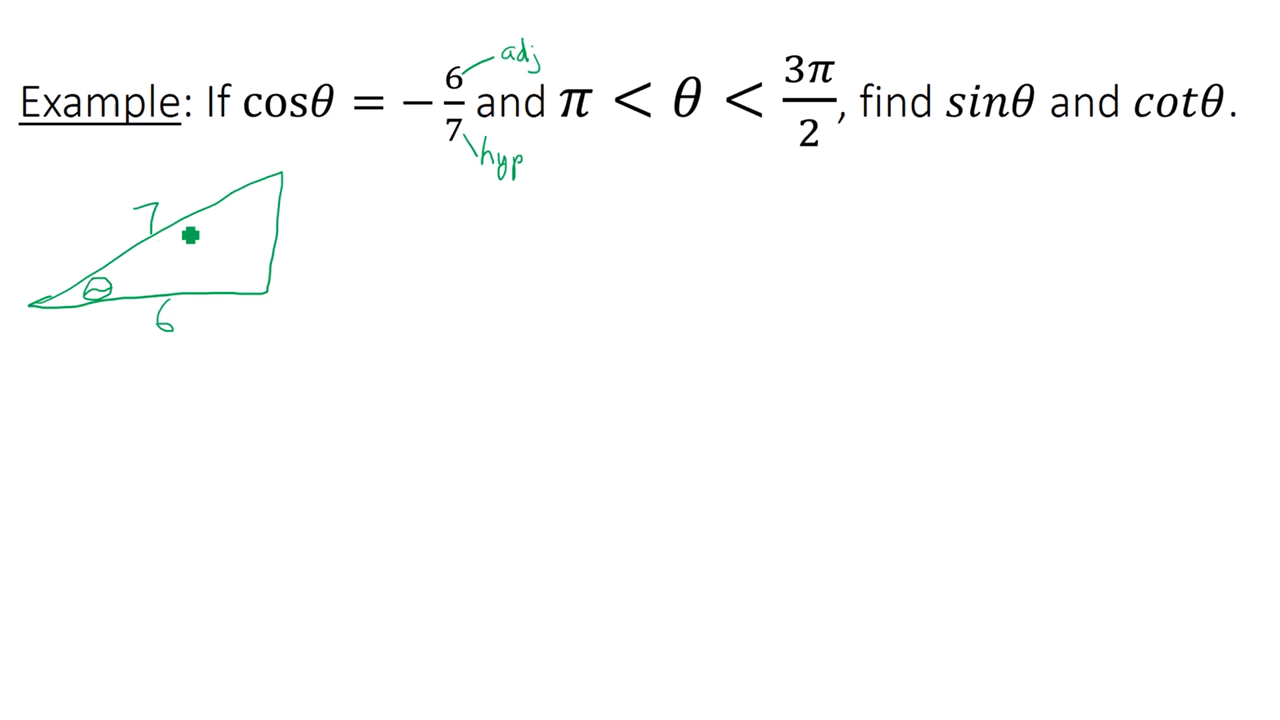 adj
Example: If cosθ = −6/7 and π < θ < 3π/2, find sinθ and cotθ.
hyp
7
θ
6